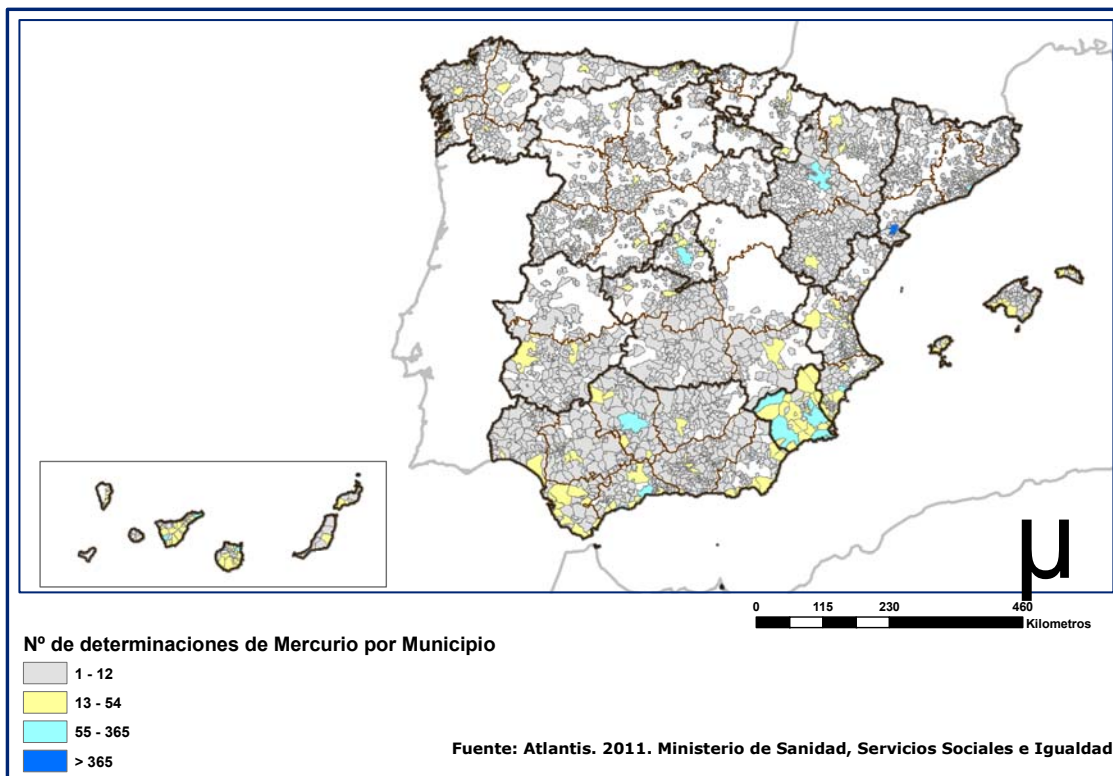 µ
0 115 230 460
Kilometros
Nº de determinaciones de Mercurio por Municipio
1 - 12
13 - 54
55 - 365
> 365
Fuente: Atlantis. 2011. Ministerio de Sanidad, Servicios Sociales e Igualdad